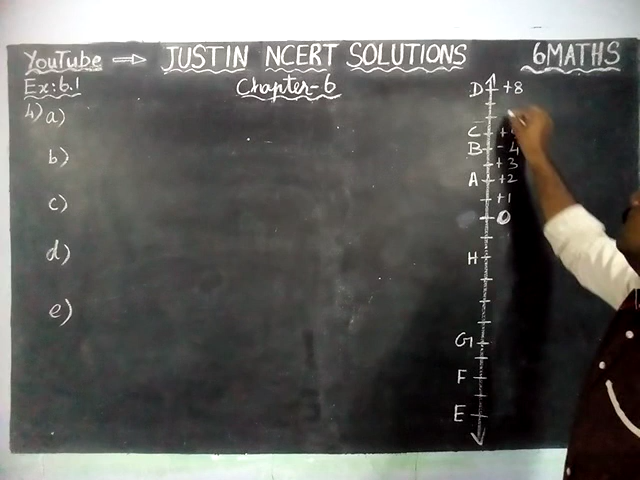 YouTube ⟹ JUSTIN NCERT SOLUTIONS 6MATHS
Ex:6.1 Chapter-6
4) a)
b)
c)
d)
e)
D +8
C +
B - 4
+ 3
A +2
+1
0
H
G
F
E